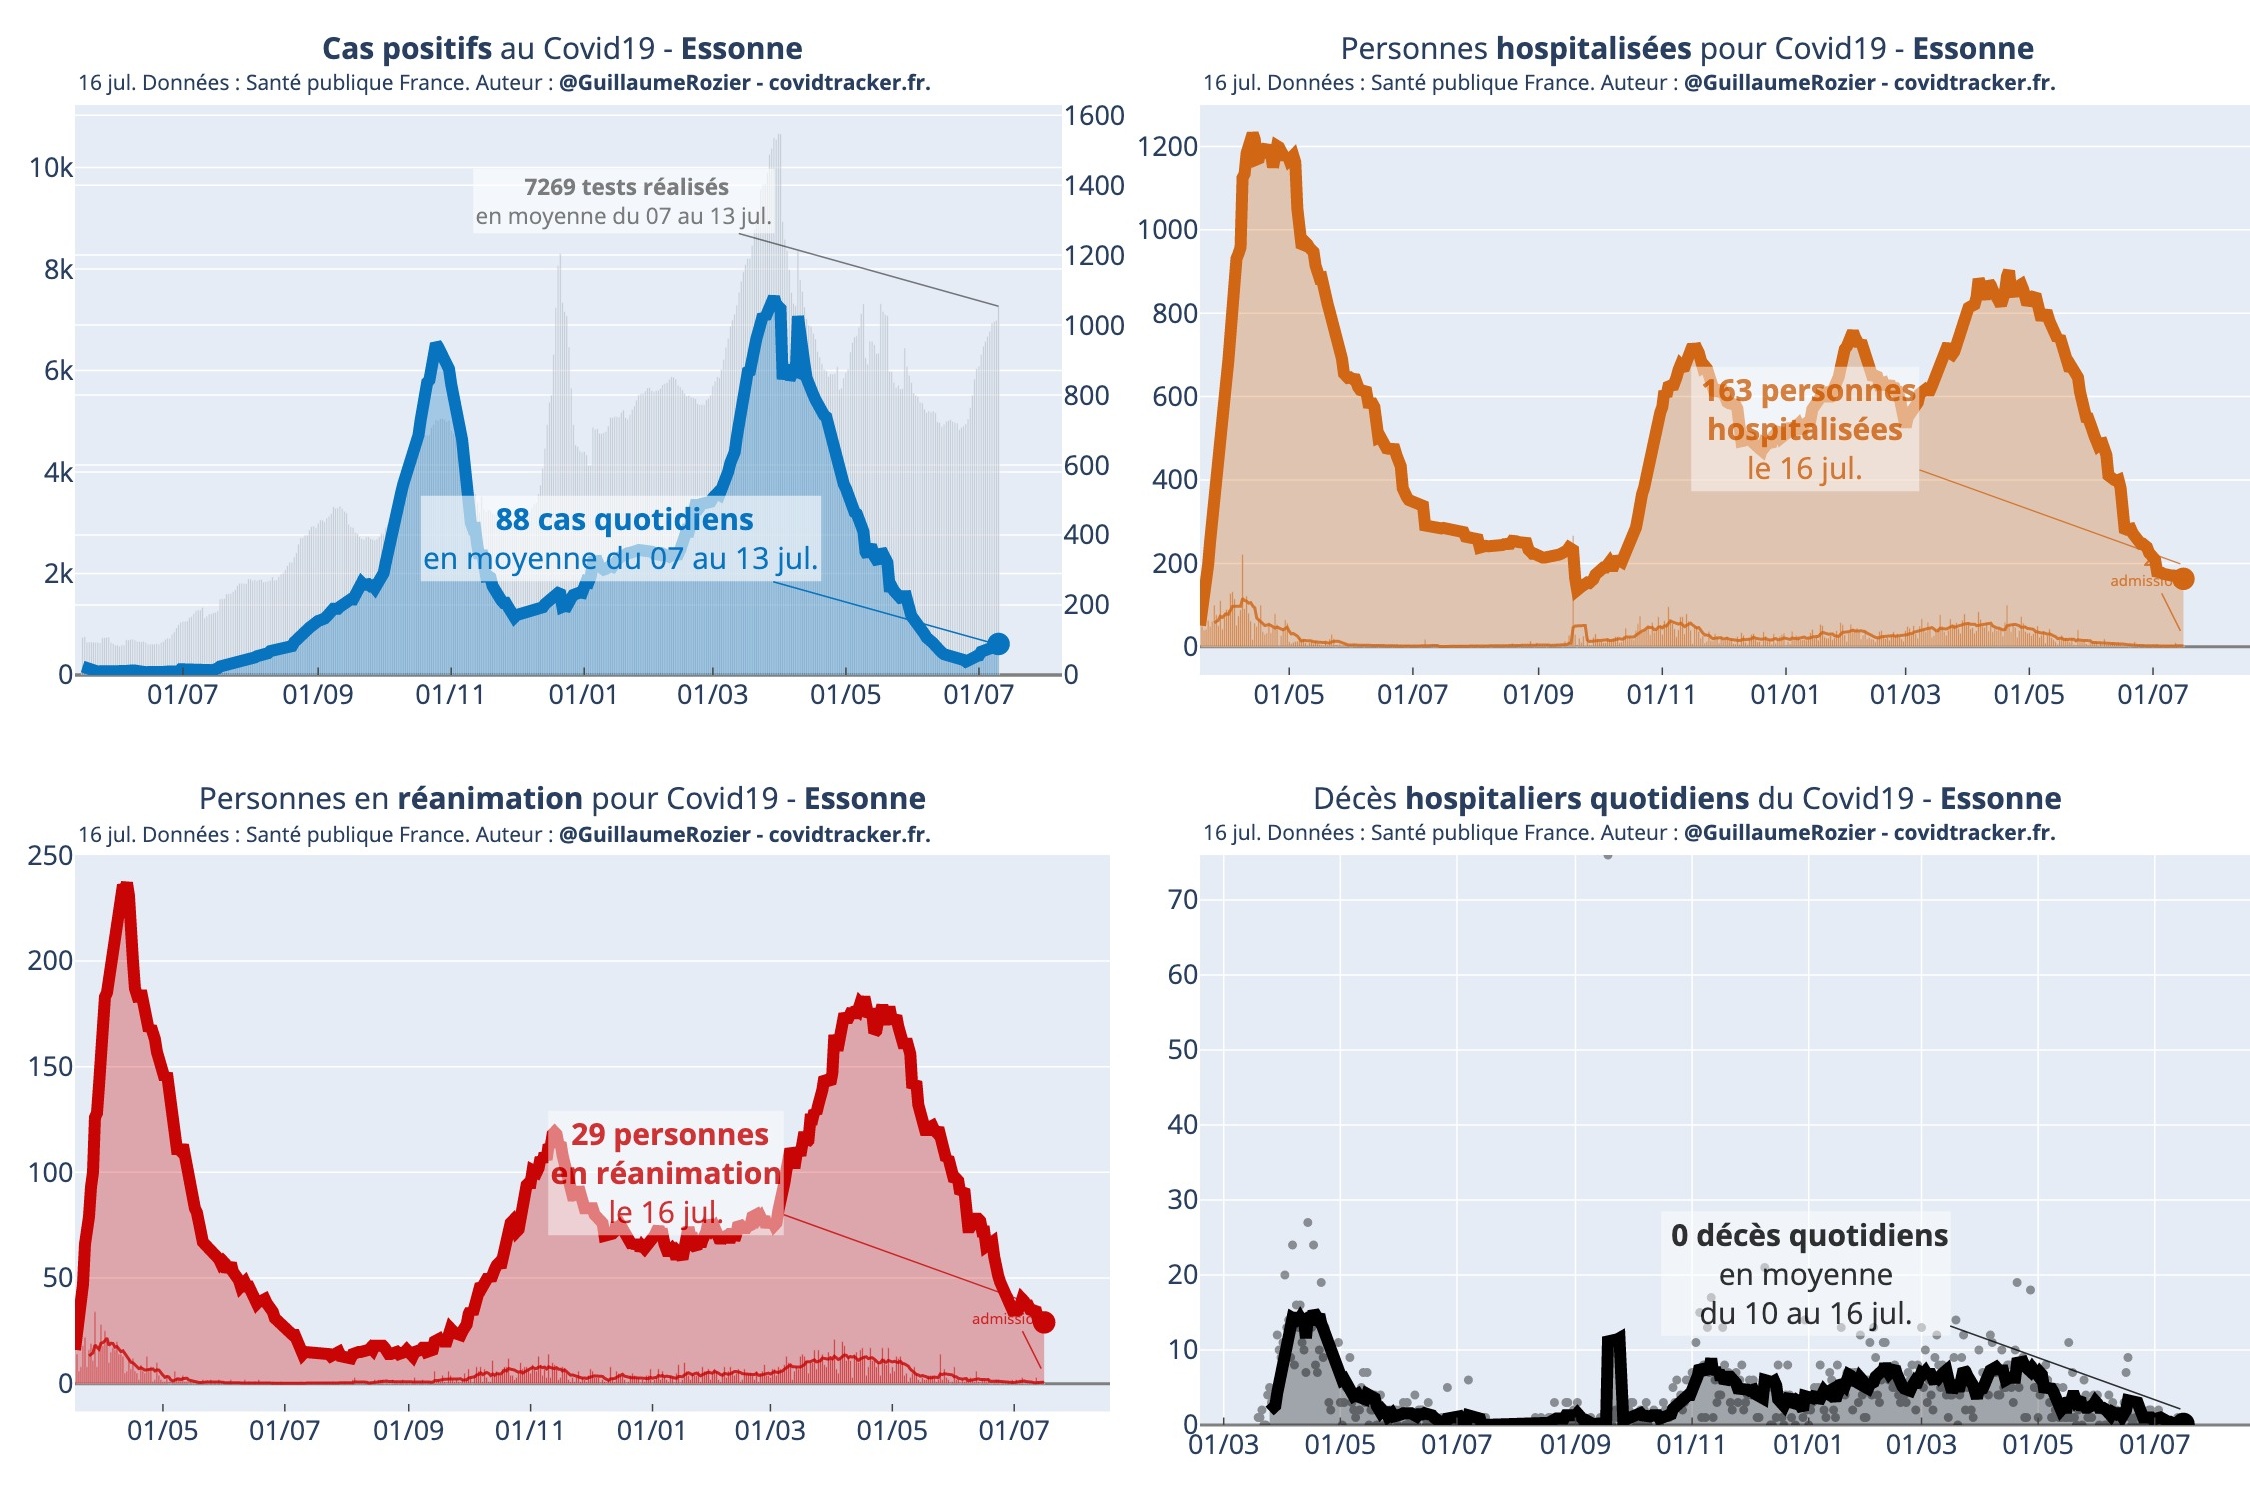 Cas positifs au Covid19 - Essonne
16 jul. Données : Santé publique France. Auteur : @GuillaumeRozier - covidtracker.fr.
10k
8k
6k
4k
2k
0
1600
1400
1200
1000
800
600
400
200
0
7269 tests réalisés
en moyenne du 07 au 13 jul.
88 cas quotidiens
en moyenne du 07 au 13 jul.
01/07 01/09 01/11 01/01 01/03 01/05 01/07
Personnes hospitalisées pour Covid19 - Essonne
16 jul. Données : Santé publique France. Auteur : @GuillaumeRozier - covidtracker.fr.
1200
1000
800
600
400
200
0
163 personnes
hospitalisées
le 16 jul.
01/05 01/07 01/09 01/11 01/01 01/03 01/05 01/07
Personnes en réanimation pour Covid19 - Essonne
16 jul. Données : Santé publique France. Auteur : @GuillaumeRozier - covidtracker.fr.
250
200
150
100
50
0
29 personnes
en réanimation
le 16 jul.
01/05 01/07 01/09 01/11 01/01 01/03 01/05 01/07
Décès hospitaliers quotidiens du Covid19 - Essonne
16 jul. Données : Santé publique France. Auteur : @GuillaumeRozier - covidtracker.fr.
70
60
50
40
30
20
10
0
0 décès quotidiens
en moyenne
du 10 au 16 jul.
01/03 01/05 01/07 01/09 01/11 01/01 01/03 01/05 01/07